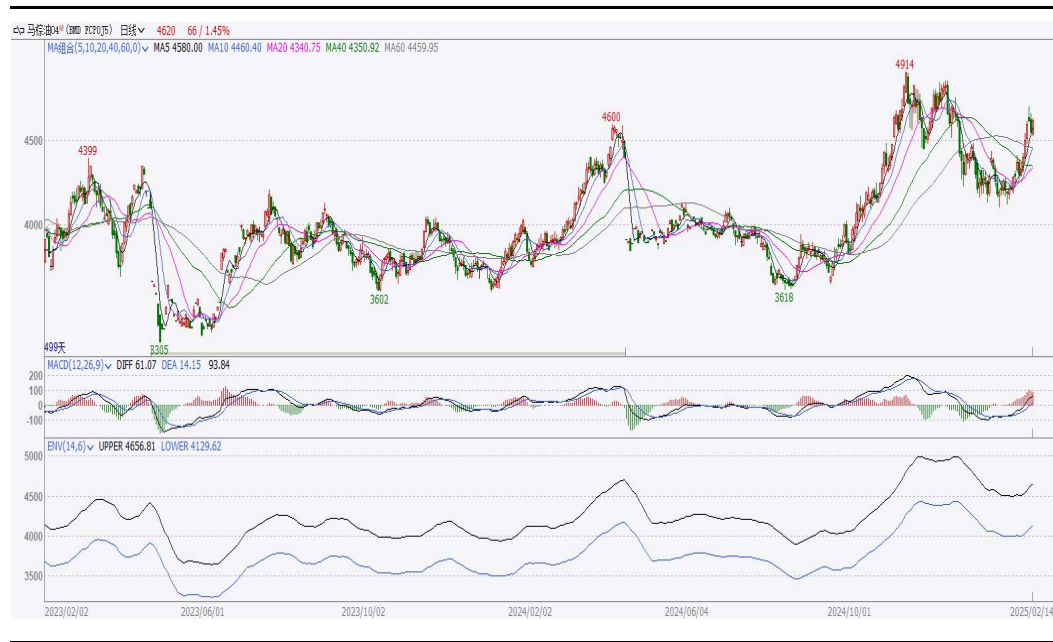 马棕油04M (BMD FCPOJ5) 日线 4620 66 / 1.45%
MA组合(5,10,20,40,60,0) MA5 4580.00 MA10 4460.40 MA20 4340.75 MA40 4350.92 MA60 4459.95
4914
4600
4500
4399
4000
3602
3618
3305
499天
MACD(12,26,9) DIFF 61.07 DEA 14.15 93.84
200
100
0
-100
ENV(14,6) UPPER 4656.81 LOWER 4129.62
5000
4500
4000
3500
2023/02/02 2023/06/01 2023/10/02 2024/02/02 2024/06/04 2024/10/01 2025/02/14